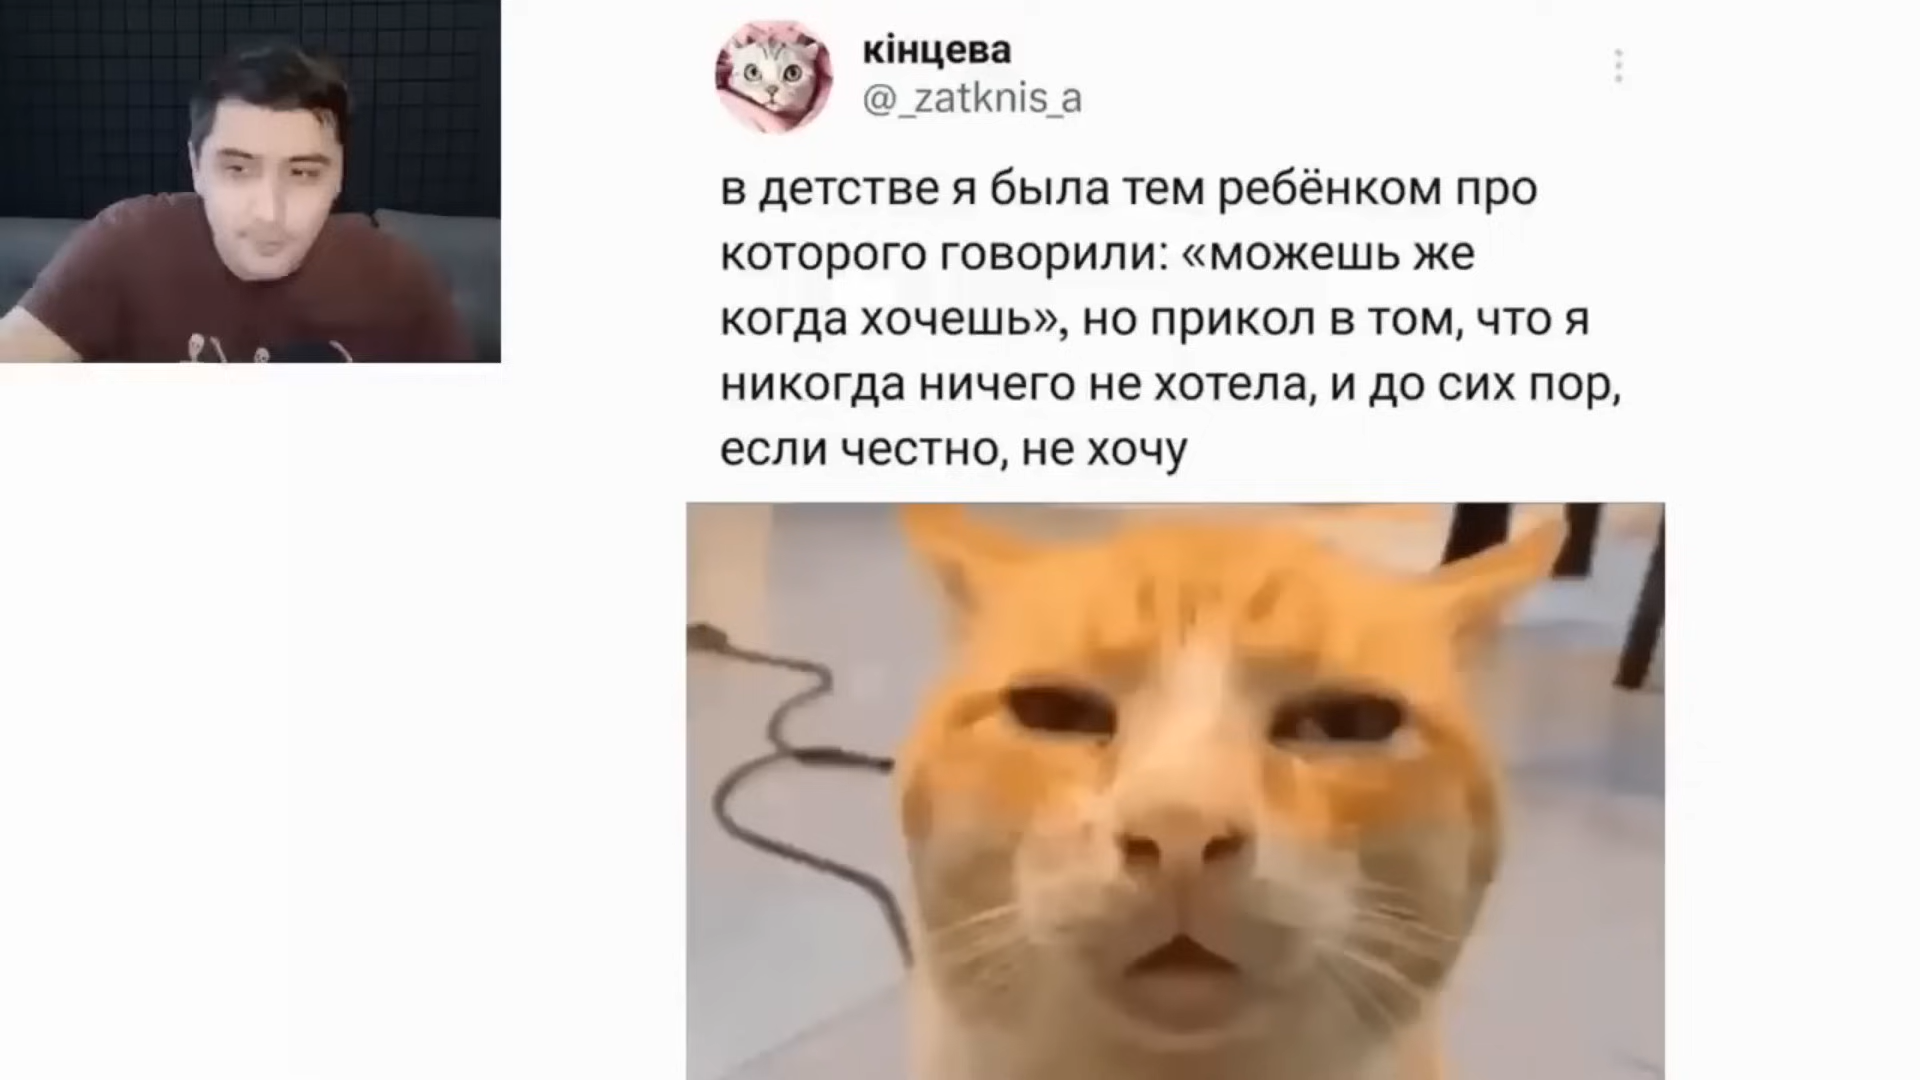 кінцева
@_zatknis_a
в детстве я была тем ребёнком про
которого говорили: «можешь же
когда хочешь», но прикол в том, что я
никогда ничего не хотела, и до сих пор,
если честно, не хочу